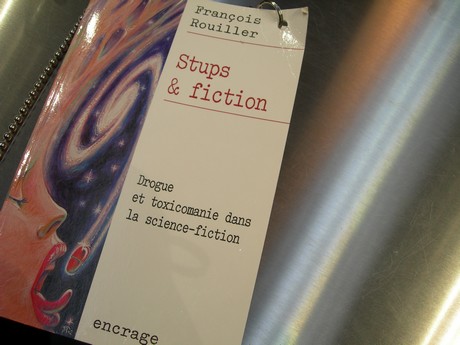 François
Rouiller
Stups
& fiction
Drogue
et toxicomanie dans
la science-fiction
encrage